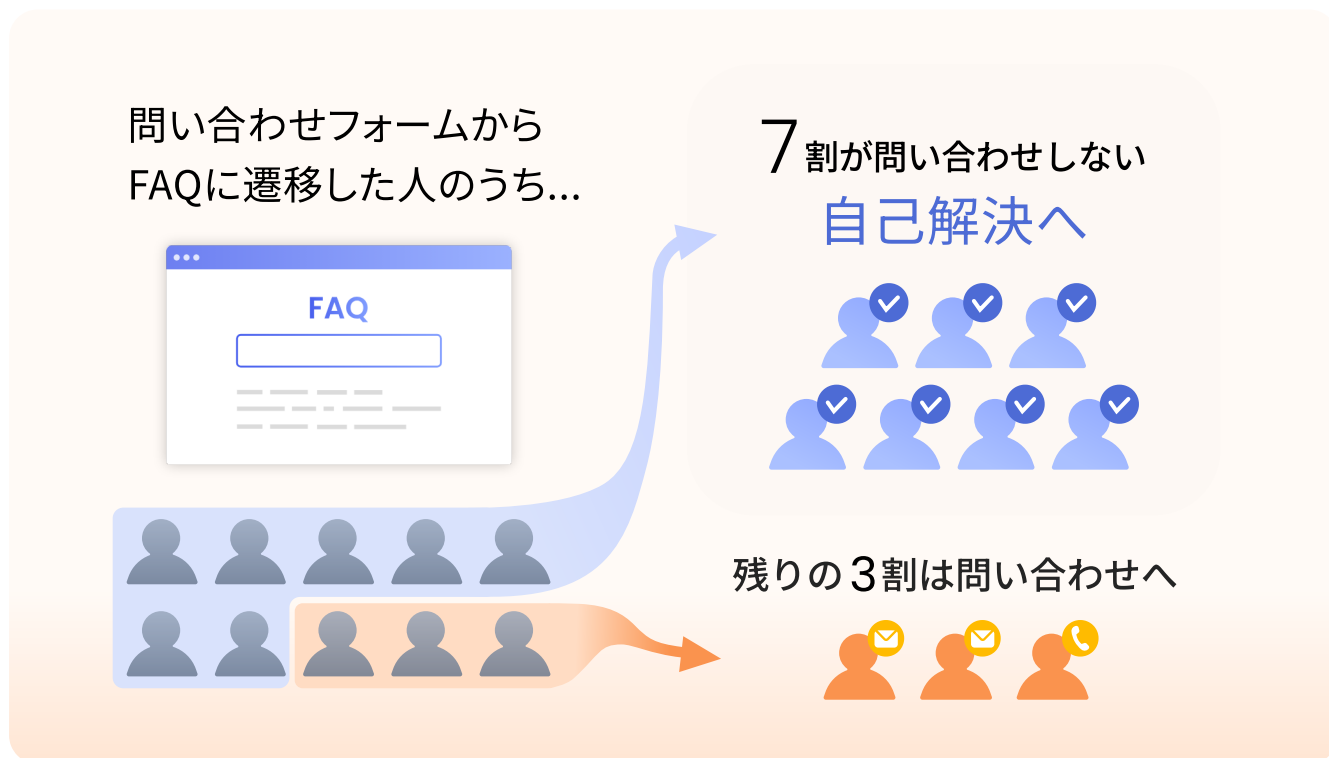 問い合わせフォームから
FAQに遷移した人のうち...
FAQ
7割が問い合わせしない
自己解決へ
残りの3割は問い合わせへ